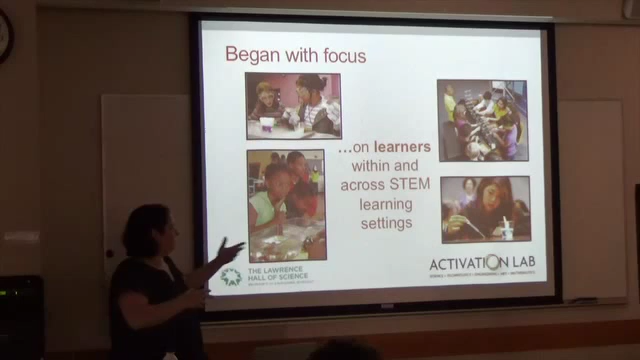 Began with focus
…on learners
within and
across STEM
learning
settings
THE LAWRENCE
HALL OF SCIENCE
ACTIVATION LAB